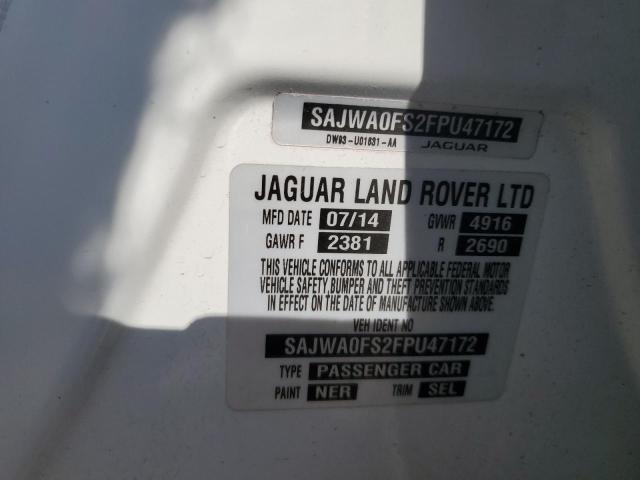 SAJWA0FS2FPU47172
DW93-U01631-AA JAGUAR
JAGUAR LAND ROVER LTD
MFD DATE 07/14 GVWR 4916
GAWR F 2381 R 2690
THIS VEHICLE CONFORMS TO ALL APPLICABLE FEDERAL MOTOR
VEHICLE SAFETY,BUMPER AND THEFT PREVENTION STANDARDS
IN EFFECT ON THE DATE OF MANUFACTURE SHOWN ABOVE.
VEH IDENT NO
SAJWA0FS2FPU47172
TYPE PASSENGER CAR
PAINT NER TRIM SEL